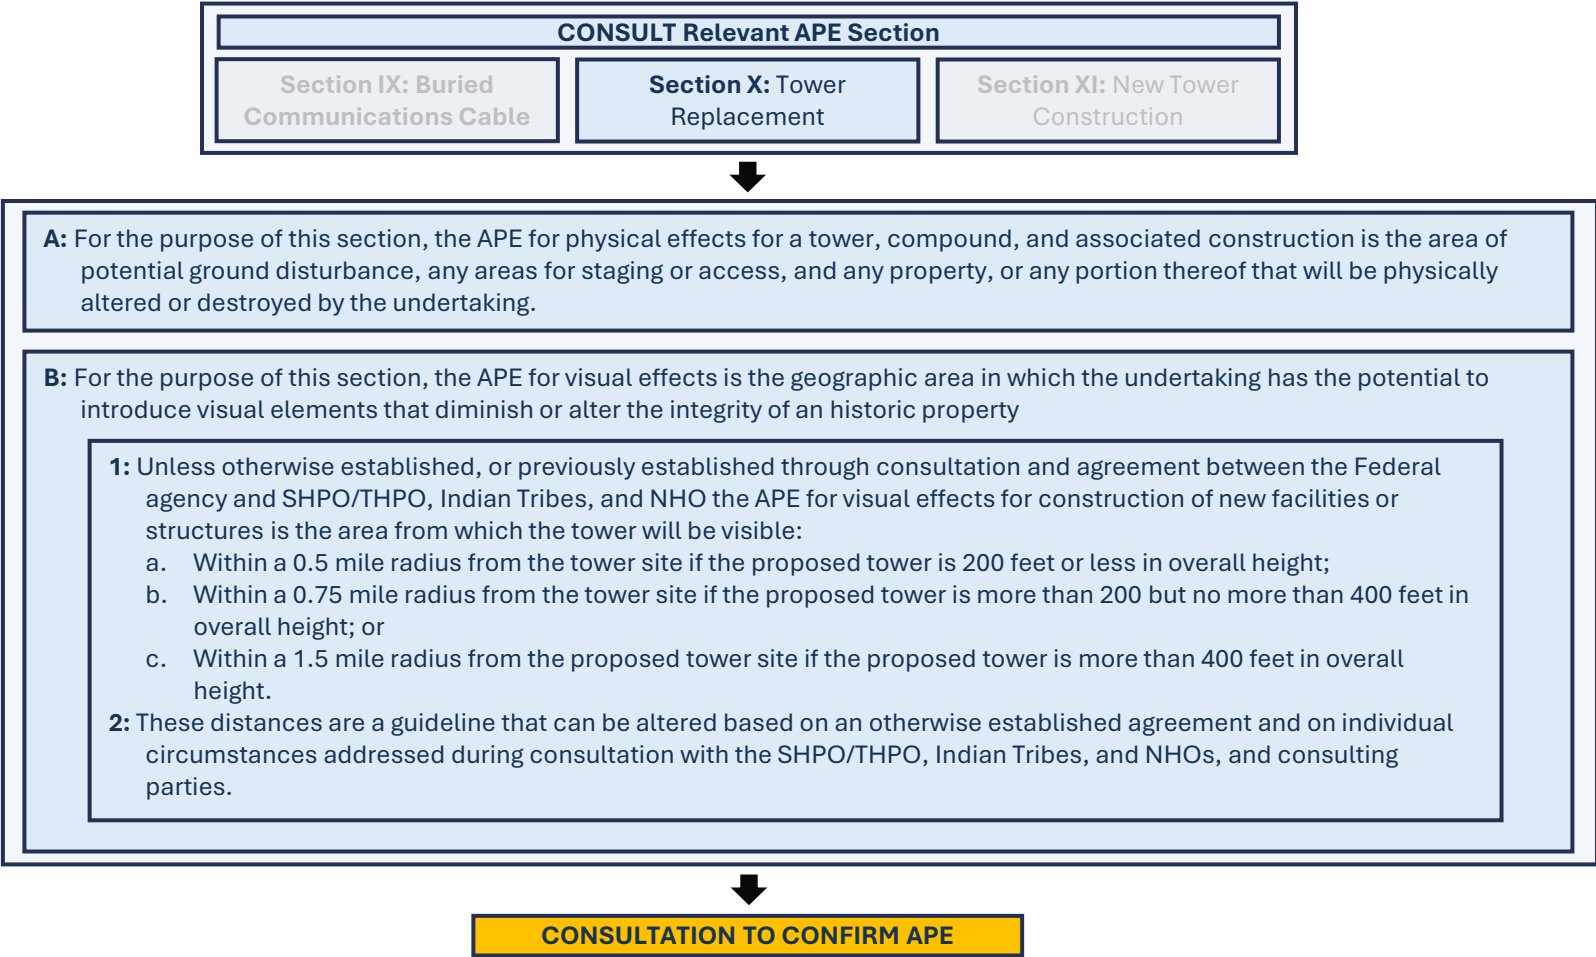 CONSULT Relevant APE Section
Section IX: Buried
Communications Cable
Section X: Tower
Replacement
Section XI: New Tower
Construction
A: For the purpose of this section, the APE for physical effects for a tower, compound, and associated construction is the area of
potential ground disturbance, any areas for staging or access, and any property, or any portion thereof that will be physically
altered or destroyed by the undertaking.
B: For the purpose of this section, the APE for visual effects is the geographic area in which the undertaking has the potential to
introduce visual elements that diminish or alter the integrity of an historic property
1: Unless otherwise established, or previously established through consultation and agreement between the Federal
agency and SHPO/THPO, Indian Tribes, and NHO the APE for visual effects for construction of new facilities or
structures is the area from which the tower will be visible:
a. Within a 0.5 mile radius from the tower site if the proposed tower is 200 feet or less in overall height;
b. Within a 0.75 mile radius from the tower site if the proposed tower is more than 200 but no more than 400 feet in
overall height; or
c. Within a 1.5 mile radius from the proposed tower site if the proposed tower is more than 400 feet in overall
height.
2: These distances are a guideline that can be altered based on an otherwise established agreement and on individual
circumstances addressed during consultation with the SHPO/THPO, Indian Tribes, and NHOs, and consulting
parties.
CONSULTATION TO CONFIRM APE